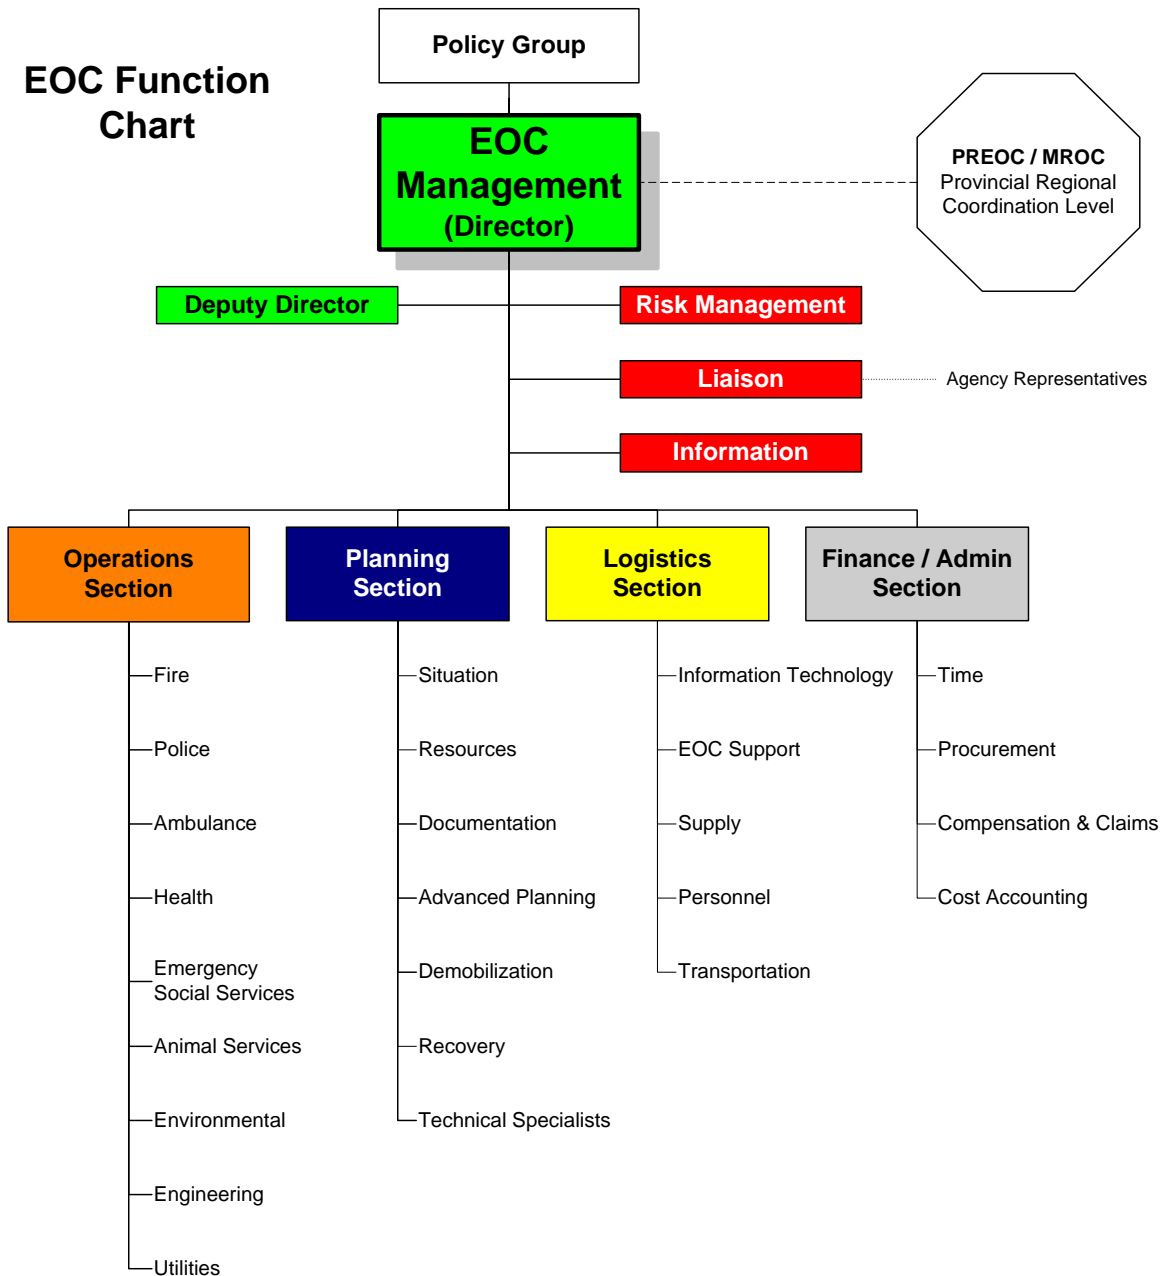 Policy Group
EOC Function
Chart
EOC
Management
(Director)
PREOC / MROC
Provincial Regional
Coordination Level
Deputy Director
Risk Management
Liaison
Agency Representatives
Information
Operations
Section
Planning
Section
Logistics
Section
Finance / Admin
Section
Fire
Police
Ambulance
Health
Emergency
Social Services
Animal Services
Environmental
Engineering
Utilities
Situation
Resources
Documentation
Advanced Planning
Demobilization
Recovery
Technical Specialists
Information Technology
EOC Support
Supply
Personnel
Transportation
Time
Procurement
Compensation & Claims
Cost Accounting